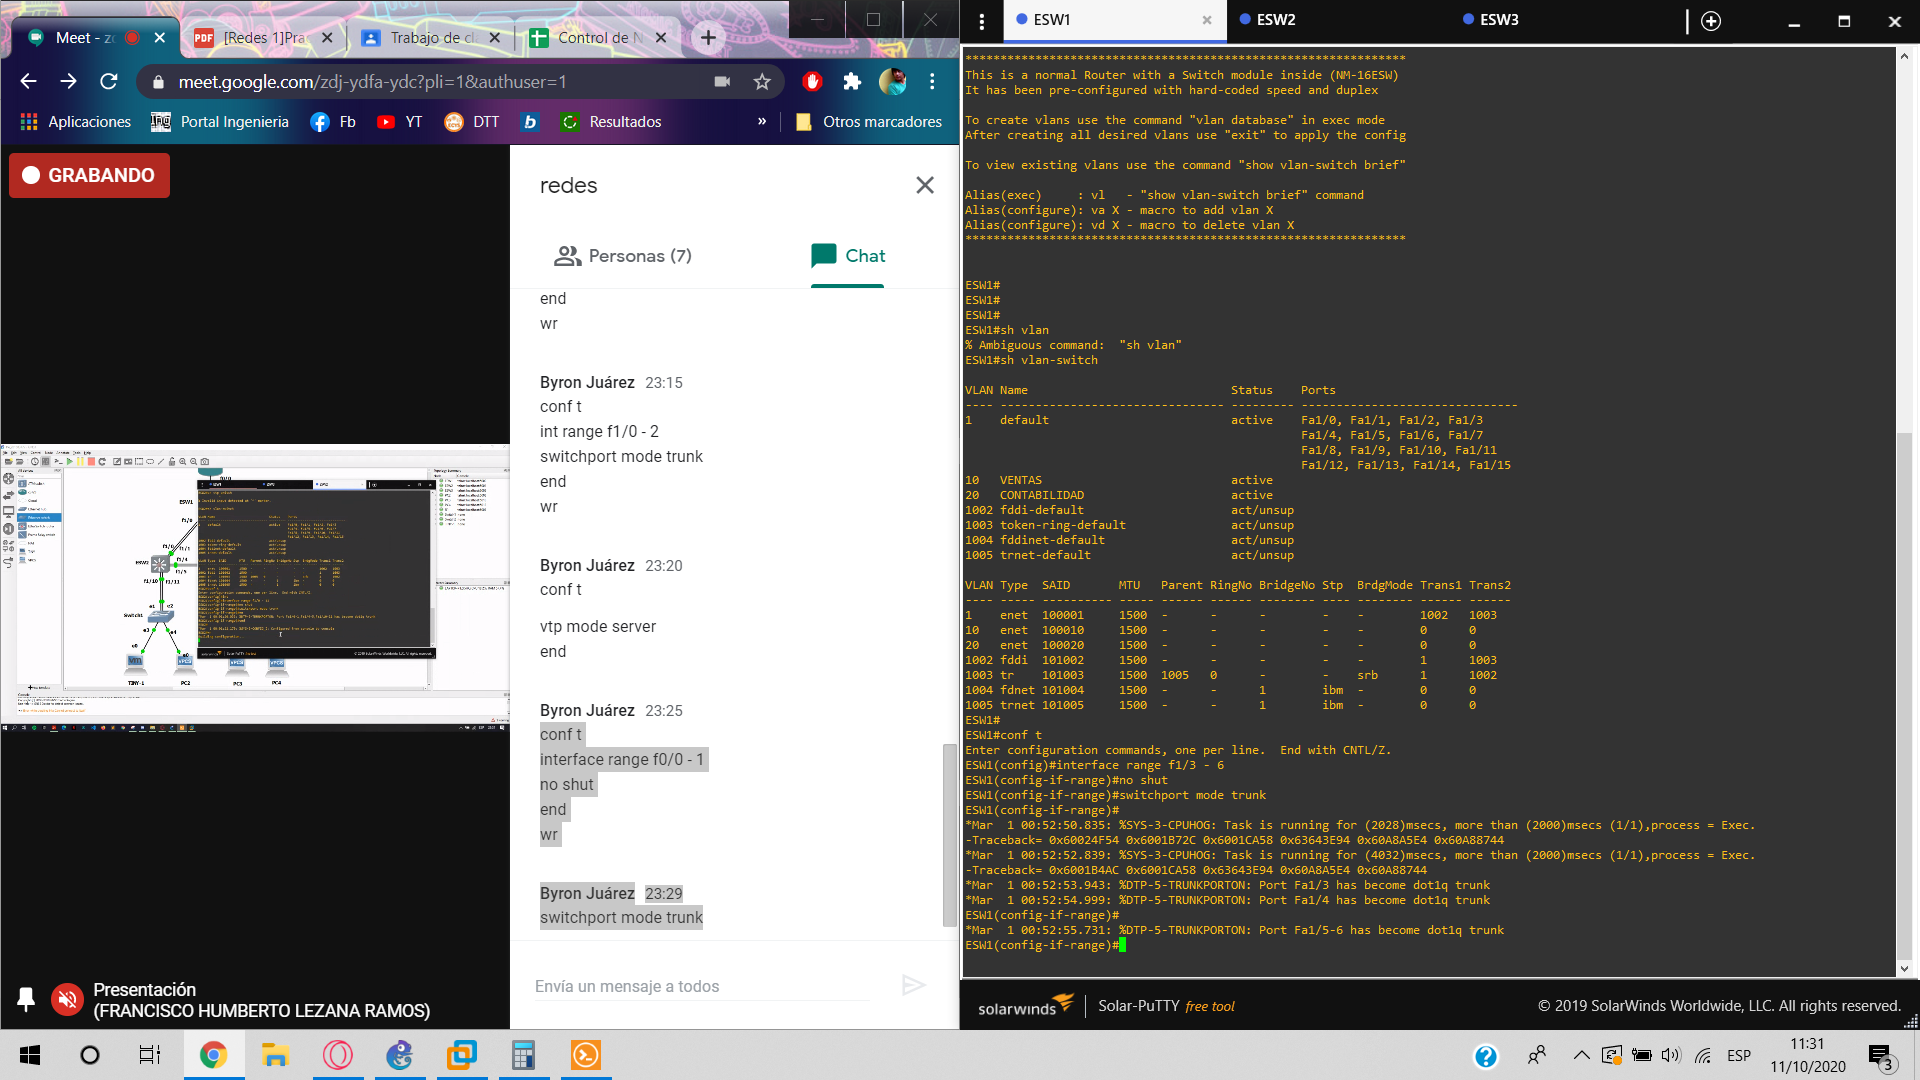 Meet - zo
[Redes 1]Pra
Trabajo de cl
Control de N
meet.google.com/zdj-ydfa-ydc?pli=1&authuser=1
Aplicaciones
Portal Ingenieria
Fb
YT
DTT
Resultados
»
Otros marcadores
GRABANDO
redes
Personas (7)
Chat
end
wr
Byron Juárez 23:15
conf t
int range f1/0 - 2
switchport mode trunk
end
wr
Byron Juárez 23:20
conf t
vtp mode server
end
Byron Juárez 23:25
conf t
interface range f0/0 - 1
no shut
end
wr
Byron Juárez 23:29
switchport mode trunk
Envía un mensaje a todos
ESW1
ESW2
Switch1
TINY-1
PC2
PC3
PC4
Presentación
(FRANCISCO HUMBERTO LEZANA RAMOS)
ESW1
ESW2
ESW3
***************************************************************
This is a normal Router with a Switch module inside (NM-16ESW)
It has been pre-configured with hard-coded speed and duplex
To create vlans use the command "vlan database" in exec mode
After creating all desired vlans use "exit" to apply the config
To view existing vlans use the command "show vlan-switch brief"
Alias(exec)     : vl   - "show vlan-switch brief" command
Alias(configure): va X - macro to add vlan X
Alias(configure): vd X - macro to delete vlan X
***************************************************************
ESW1#
ESW1#
ESW1#
ESW1#sh vlan
% Ambiguous command:  "sh vlan"
ESW1#sh vlan-switch
VLAN Name                             Status    Ports
---- -------------------------------- --------- -------------------------------
1    default                          active    Fa1/0, Fa1/1, Fa1/2, Fa1/3
Fa1/4, Fa1/5, Fa1/6, Fa1/7
Fa1/8, Fa1/9, Fa1/10, Fa1/11
Fa1/12, Fa1/13, Fa1/14, Fa1/15
10   VENTAS                           active
20   CONTABILIDAD                     active
1002 fddi-default                     act/unsup
1003 token-ring-default               act/unsup
1004 fddinet-default                  act/unsup
1005 trnet-default                    act/unsup
VLAN Type  SAID       MTU   Parent RingNo BridgeNo Stp  BrdgMode Trans1 Trans2
---- ----- ---------- ----- ------ ------ -------- ---- -------- ------ ------
1    enet  100001     1500  -      -      -        -    -        1002   1003
10   enet  100010     1500  -      -      -        -    -        0      0
20   enet  100020     1500  -      -      -        -    -        0      0
1002 fddi  101002     1500  -      -      -        -    -        1      1003
1003 tr    101003     1500  1005   0      -        -    srb      1      1002
1004 fdnet 101004     1500  -      -      1        ibm  -        0      0
1005 trnet 101005     1500  -      -      1        ibm  -        0      0
ESW1#
ESW1#conf t
Enter configuration commands, one per line.  End with CNTL/Z.
ESW1(config)#interface range f1/3 - 6
ESW1(config-if-range)#no shut
ESW1(config-if-range)#switchport mode trunk
ESW1(config-if-range)#
*Mar  1 00:52:50.835: %SYS-3-CPUHOG: Task is running for (2028)msecs, more than (2000)msecs (1/1),process = Exec.
-Traceback= 0x60024F54 0x6001B72C 0x6001CA58 0x63643E94 0x60A8A5E4 0x60A88744
*Mar  1 00:52:52.839: %SYS-3-CPUHOG: Task is running for (4032)msecs, more than (2000)msecs (1/1),process = Exec.
-Traceback= 0x6001B4AC 0x6001CA58 0x63643E94 0x60A8A5E4 0x60A88744
*Mar  1 00:52:53.943: %DTP-5-TRUNKPORTON: Port Fa1/3 has become dot1q trunk
*Mar  1 00:52:54.999: %DTP-5-TRUNKPORTON: Port Fa1/4 has become dot1q trunk
ESW1(config-if-range)#
*Mar  1 00:52:55.731: %DTP-5-TRUNKPORTON: Port Fa1/5-6 has become dot1q trunk
ESW1(config-if-range)#
solarwinds
Solar-PuTTY free tool
© 2019 SolarWinds Worldwide, LLC. All rights reserved.
ESP
11:31
11/10/2020
3